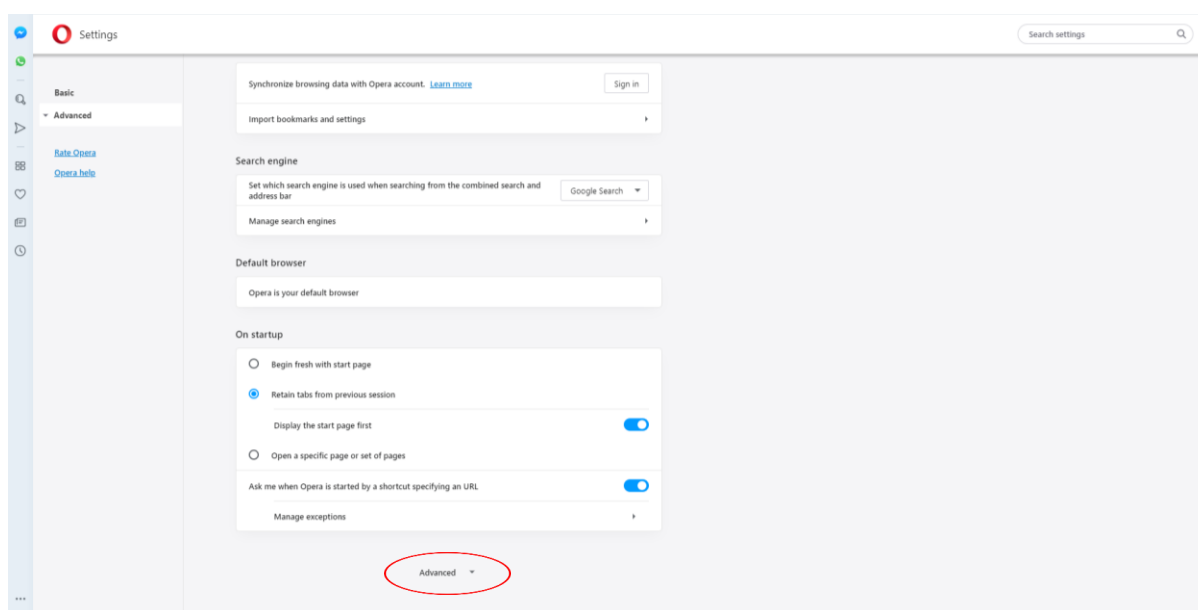 Settings
Search settings
Basic
Advanced
Rate Opera
Opera help
Synchronize browsing data with Opera account. Learn more
Sign in
Import bookmarks and settings
Search engine
Set which search engine is used when searching from the combined search and
address bar
Google Search
Manage search engines
Default browser
Opera is your default browser
On startup
Begin fresh with start page
Retain tabs from previous session
Display the start page first
Open a specific page or set of pages
Ask me when Opera is started by a shortcut specifying an URL
Manage exceptions
Advanced